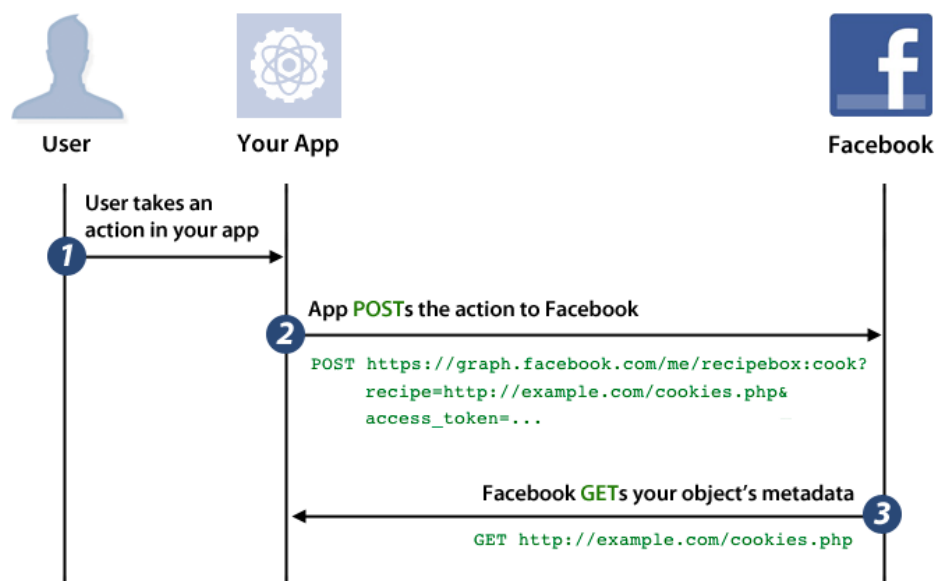 f
User
Your App
Facebook
User takes an
action in your app
1
App POSTs the action to Facebook
2
POST https://graph.facebook.com/me/recipebox:cook?
recipe=http://example.com/cookies.php&
access_token=...
Facebook GETs your object's metadata
3
GET http://example.com/cookies.php